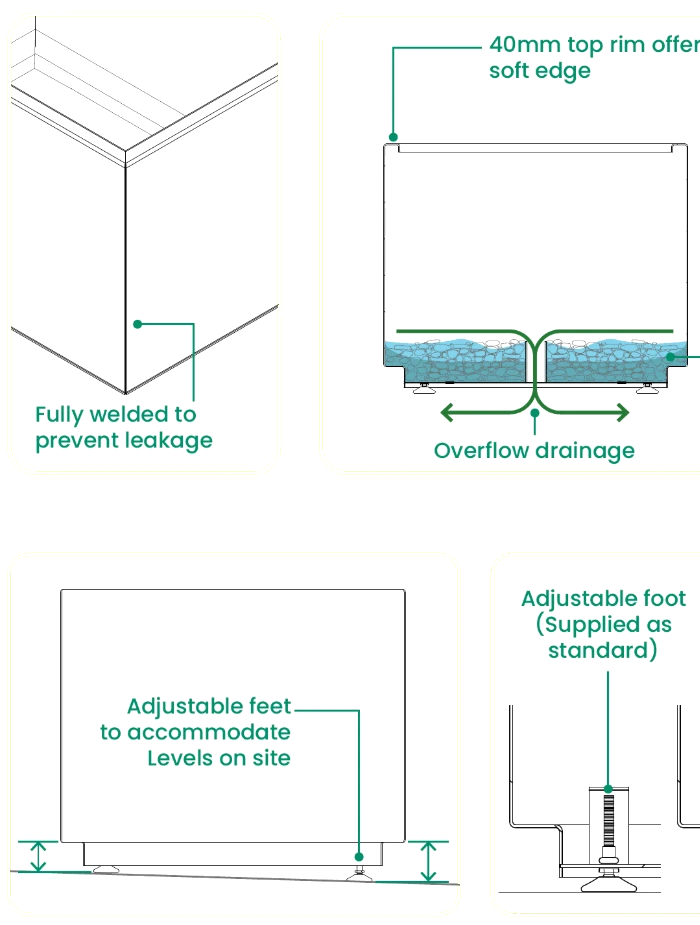 40mm top rim offer
soft edge
Fully welded to
prevent leakage
Overflow drainage
Adjustable feet
to accommodate
Levels on site
Adjustable foot
(Supplied as
standard)